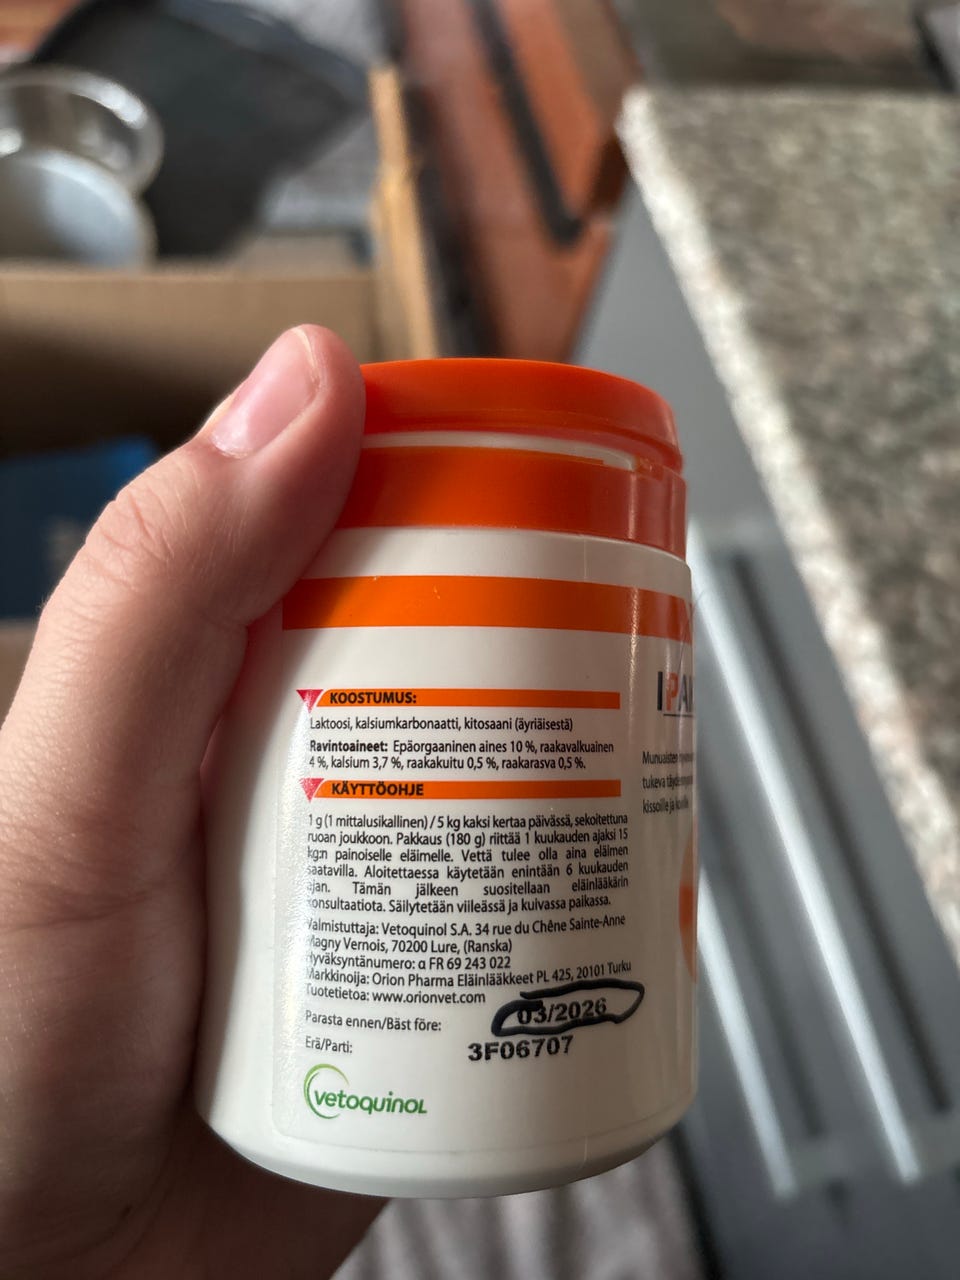 KOOSTUMUS:
Laktoosi, kalsiumkarbonaatti, kitosaani (äyriäisestä)
Ravintoaineet: Epäorgaaninen aines 10 %, raakavalkuainen
4 %, kalsium 3,7 %, raakakuitu 0,5 %, raakarasva 0,5 %.
KÄYTTÖOHJE
1 g (1 mittalusikallinen) / 5 kg kaksi kertaa päivässä, sekoitettuna
ruoan joukkoon. Pakkaus (180 g) riittää 1 kuukauden ajaksi 15
kg:n painoiselle eläimelle. Vettä tulee olla aina eläimen
saatavilla. Aloitettaessa käytetään enintään 6 kuukauden
ajan. Tämän jälkeen suositellaan eläinlääkärin
konsultaatiota. Säilytetään viileässä ja kuivassa paikassa.
Valmistuttaja: Vetoquinol S.A. 34 rue du Chêne Sainte-Anne
Magny Vernois, 70200 Lure, (Ranska)
Hyväksyntänumero: α FR 69 243 022
Markkinoija: Orion Pharma Eläinlääkkeet PL 425, 20101 Turku
Tuotetietoa: www.orionvet.com
Parasta ennen/Bäst före: 03/2026
Erä/Parti: 3F06707
vetoquinol
IPA
Munuaisten
tukeva
kissoille ja